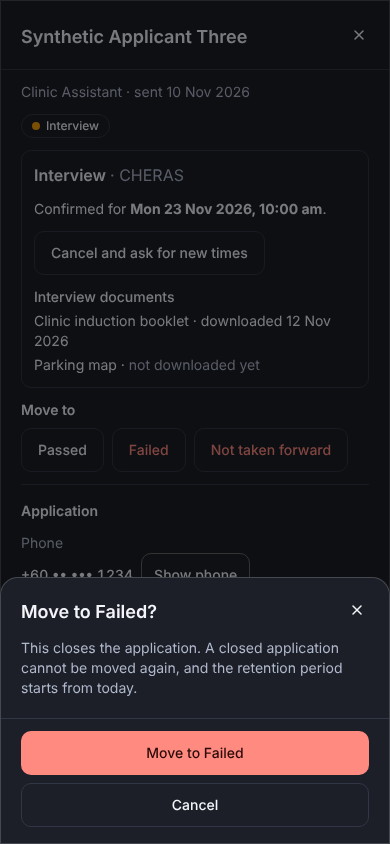 Synthetic Applicant Three
Clinic Assistant · sent 10 Nov 2026
Interview
Interview · CHERAS
Confirmed for Mon 23 Nov 2026, 10:00 am.
Cancel and ask for new times
Interview documents
Clinic induction booklet · downloaded 12 Nov
2026
Parking map · not downloaded yet
Move to
Passed
Failed
Not taken forward
Application
Phone
+60 •• ••• 1234
Show phone
Move to Failed?
This closes the application. A closed application
cannot be moved again, and the retention period
starts from today.
Move to Failed
Cancel